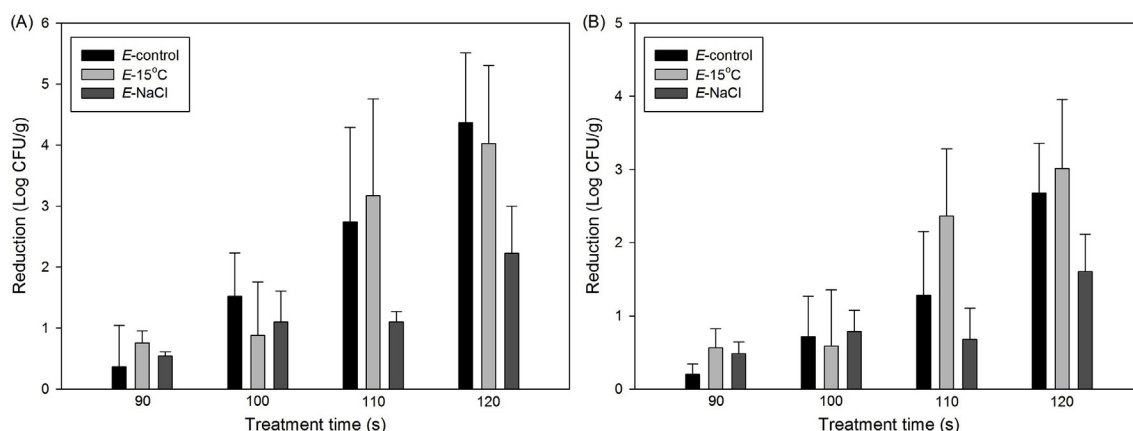 (A)
Reduction (Log CFU/g)
6
5
4
3
2
1
0
E-control
E-15°C
E-NaCl
90 100 110 120
Treatment time (s)
(B)
Reduction (Log CFU/g)
5
4
3
2
1
0
E-control
E-15°C
E-NaCl
90 100 110 120
Treatment time (s)